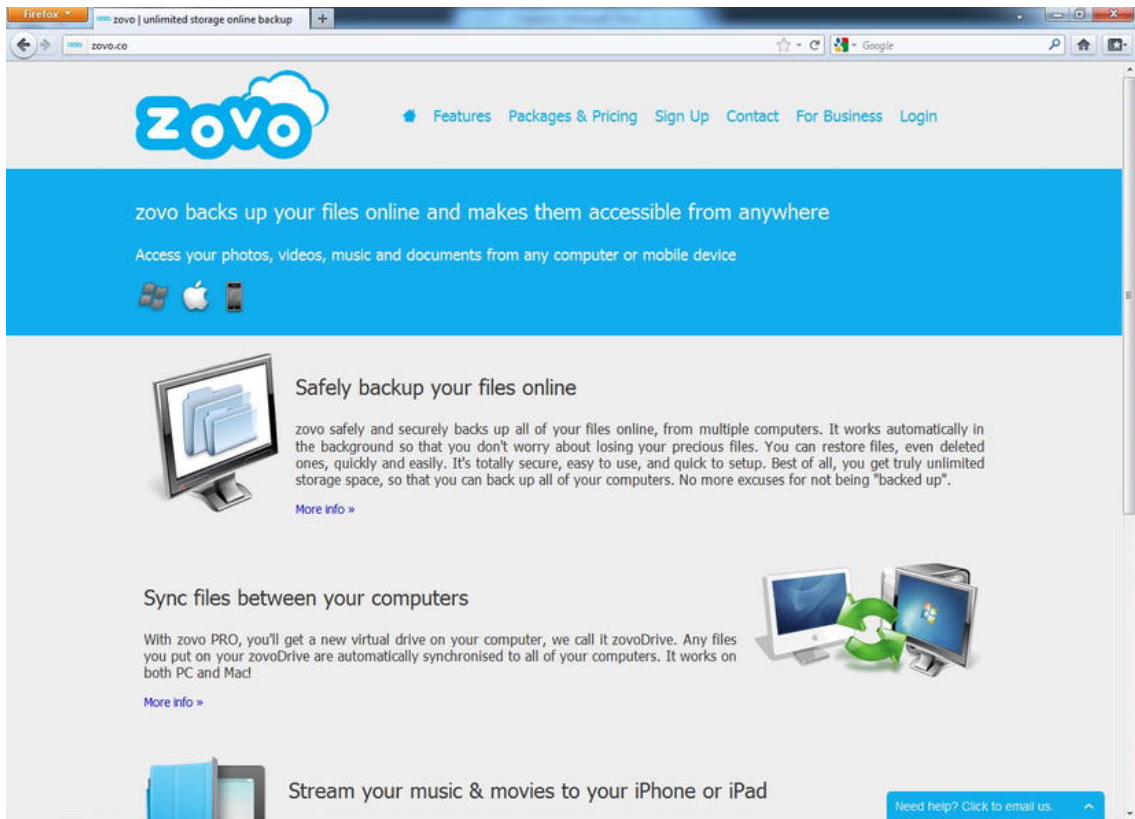 Firefox
zovo | unlimited storage online backup
zovo.co
Google
zovo
Features Packages & Pricing Sign Up Contact For Business Login
zovo backs up your files online and makes them accessible from anywhere
Access your photos, videos, music and documents from any computer or mobile device
Safely backup your files online
zovo safely and securely backs up all of your files online, from multiple computers. It works automatically in
the background so that you don't worry about losing your precious files. You can restore files, even deleted
ones, quickly and easily. It's totally secure, easy to use, and quick to setup. Best of all, you get truly unlimited
storage space, so that you can back up all of your computers. No more excuses for not being "backed up".
More info »
Sync files between your computers
With zovo PRO, you'll get a new virtual drive on your computer, we call it zovoDrive. Any files
you put on your zovoDrive are automatically synchronised to all of your computers. It works on
both PC and Mac!
More info »
Stream your music & movies to your iPhone or iPad
Need help? Click to email us.